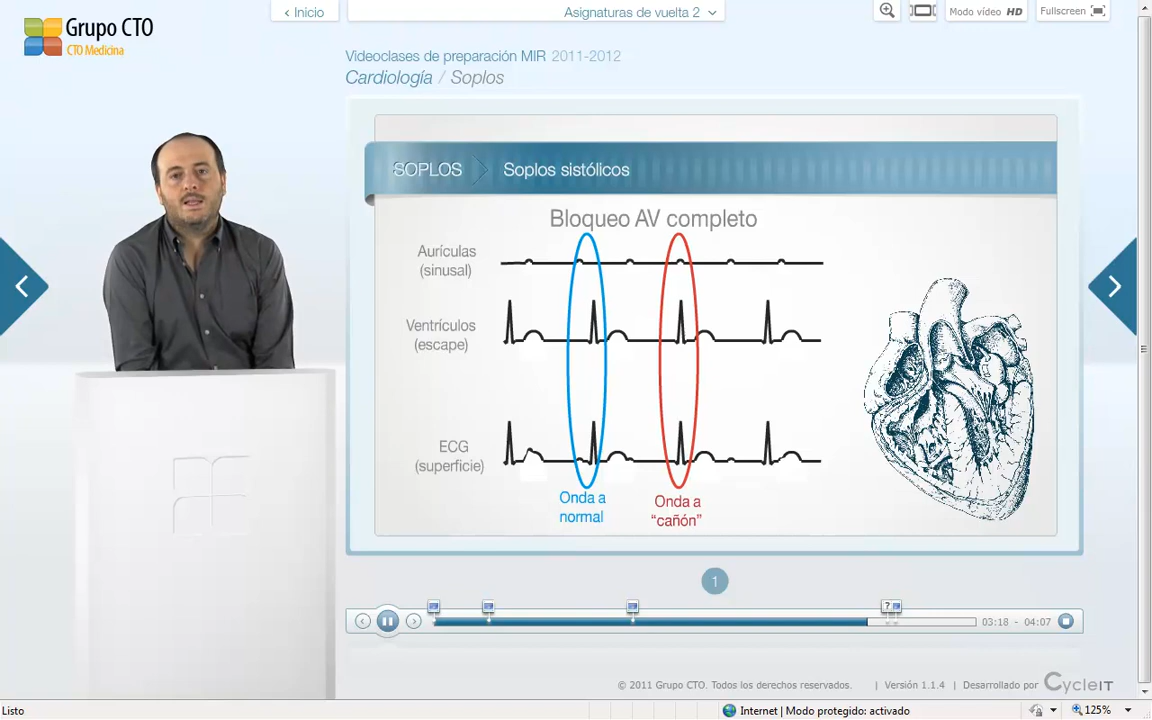 Grupo CTO
CTO Medicina
‹ Inicio
Asignaturas de vuelta 2
Modo vídeo HD
Fullscreen
Videoclases de preparación MIR 2011-2012
Cardiología / Soplos
SOPLOS
Soplos sistólicos
Bloqueo AV completo
Aurículas
(sinusal)
Ventrículos
(escape)
ECG
(superficie)
Onda a
normal
Onda a
“cañón”
1
?
03:18 - 04:07
© 2011 Grupo CTO. Todos los derechos reservados.
| Versión 1.1.4
| Desarrollado por CycleIT
Listo
Internet | Modo protegido: activado
125%